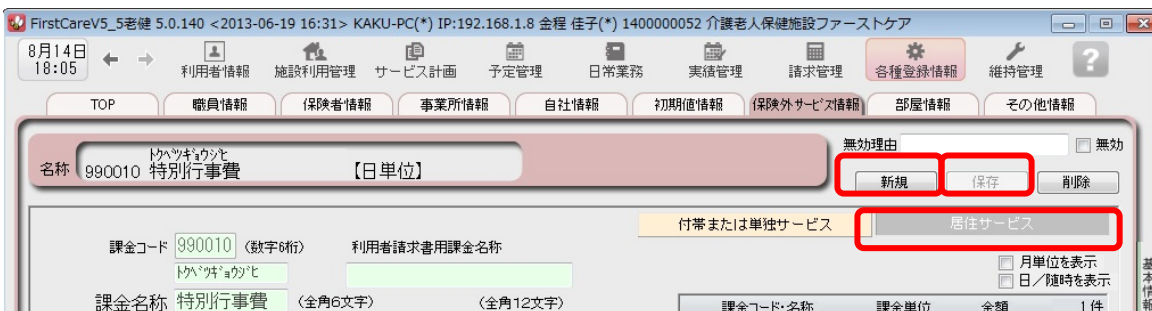 FirstCareV5_5老健 5.0.140 <2013-06-19 16:31> KAKU-PC(*) IP:192.168.1.8 金程 佳子(*) 1400000052 介護老人保健施設ファーストケア
8月14日
18:05
利用者情報 施設利用管理 サービス計画 予定管理 日常業務 実績管理 請求管理 各種登録情報 維持管理 ?
TOP 職員情報 保険者情報 事業所情報 自社情報 初期値情報 保険外サービス情報 部屋情報 その他情報
無効理由 無効
トクベツギョウジヒ
名称 990010 特別行事費 【日単位】
新規 保存 削除
付帯または単独サービス 居住サービス
課金コード 990010 (数字6桁) 利用者請求書用課金名称
月単位を表示
トクベツギョウジヒ
日/随時を表示
課金名称 特別行事費 (全角6文字) (全角12文字)
課金コード・名称 課金単位 金額 1件
基本情報